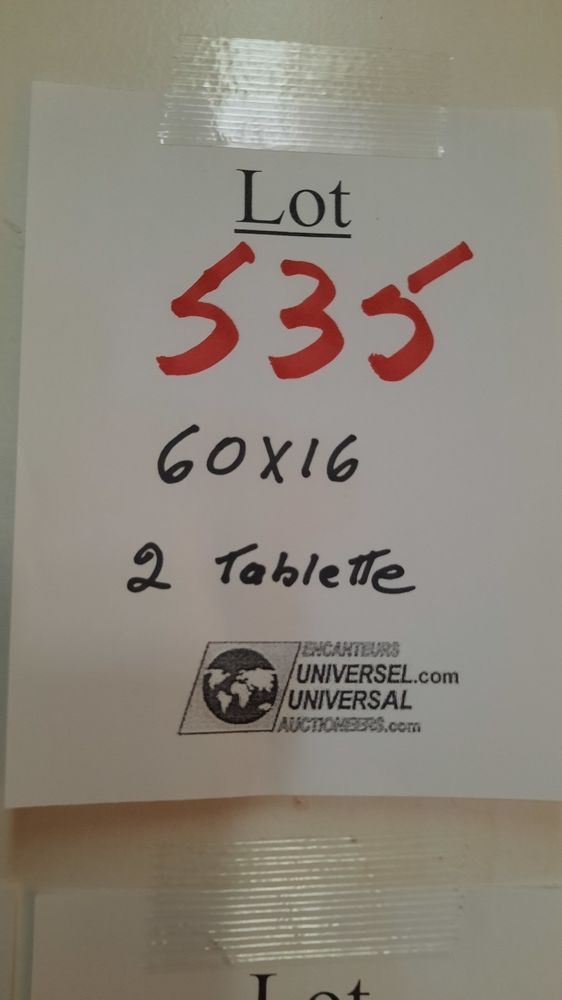 Lot
535
60X16
2 Tablette
ENCANTEURS
UNIVERSEL.com
UNIVERSAL
AUCTIONEERS.com
Lot